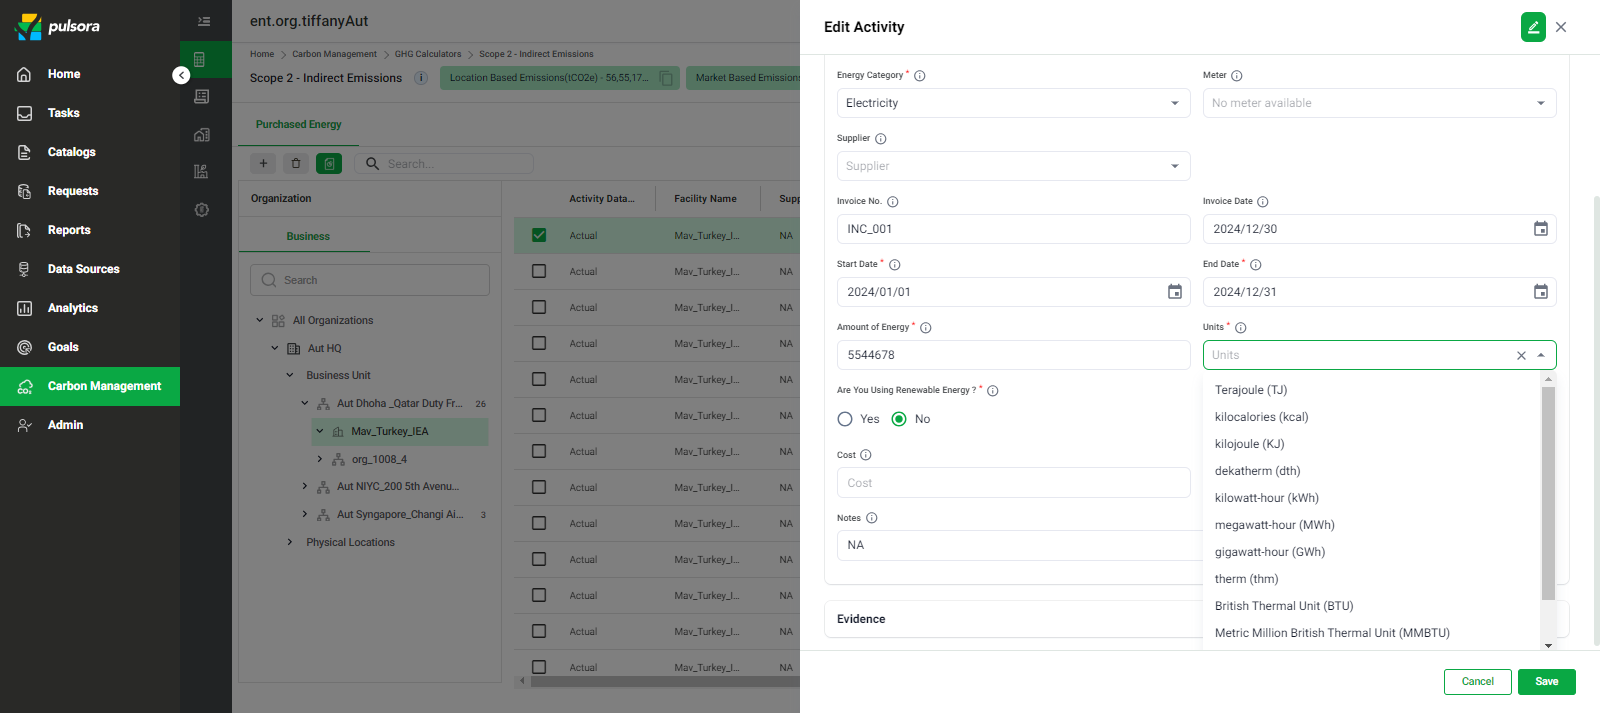 pulsora
Home
Tasks
Catalogs
Requests
Reports
Data Sources
Analytics
Goals
Carbon Management
Admin
ent.org.tiffanyAut
Home > Carbon Management > GHG Calculators > Scope 2 - Indirect Emissions
Scope 2 - Indirect Emissions
Location Based Emissions(tCO2e) - 56,55,17...
Market Based Emissions
Purchased Energy
Search...
Organization
Business
Search
All Organizations
Aut HQ
Business Unit
Aut Dhoha _Qatar Duty Fr... 26
Mav_Turkey_IEA
org_1008_4
Aut NIYC_200 5th Avenu...
Aut Syngapore_Changi Ai... 3
Physical Locations
Activity Data... Facility Name Supp
Actual Mav_Turkey_I... NA
Actual Mav_Turkey_I... NA
Actual Mav_Turkey_I... NA
Actual Mav_Turkey_I... NA
Actual Mav_Turkey_I... NA
Actual Mav_Turkey_I... NA
Actual Mav_Turkey_I... NA
Actual Mav_Turkey_I... NA
Actual Mav_Turkey_I... NA
Actual Mav_Turkey_I... NA
Actual Mav_Turkey_I... NA
Actual Mav_Turkey_I... NA
Actual Mav_Turkey_I... NA
Edit Activity
Energy Category *
Electricity
Meter
No meter available
Supplier
Supplier
Invoice No.
INC_001
Invoice Date
2024/12/30
Start Date *
2024/01/01
End Date *
2024/12/31
Amount of Energy *
5544678
Units *
Units
Terajoule (TJ)
kilocalories (kcal)
kilojoule (KJ)
dekatherm (dth)
kilowatt-hour (kWh)
megawatt-hour (MWh)
gigawatt-hour (GWh)
therm (thm)
British Thermal Unit (BTU)
Metric Million British Thermal Unit (MMBTU)
Are You Using Renewable Energy ? *
Yes No
Cost
Cost
Notes
NA
Evidence
Cancel
Save